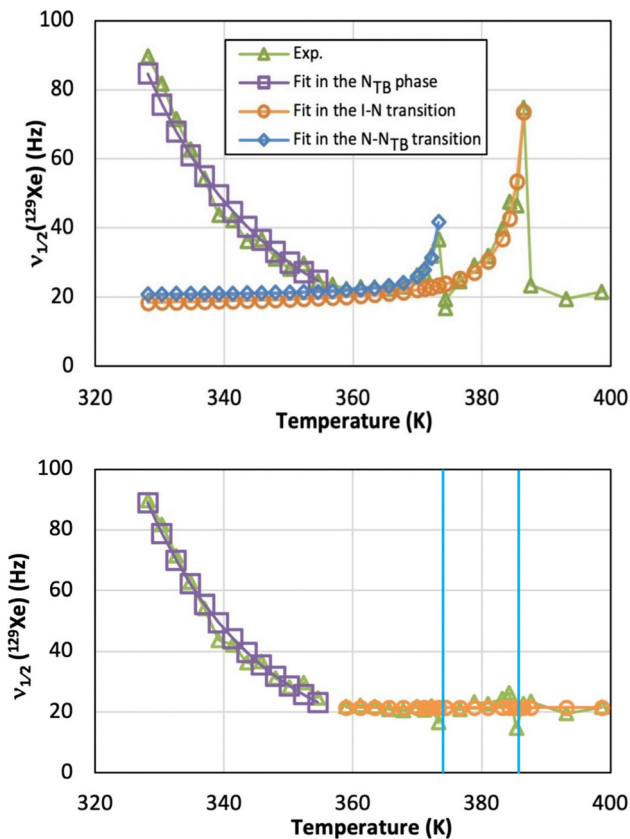 100
80
60
40
20
0
ν1/2(129Xe) (Hz)
Exp.
Fit in the NTB phase
Fit in the I-N transition
Fit in the N-NTB transition
320 340 360 380 400
Temperature (K)
100
80
60
40
20
0
ν1/2 (129Xe) (Hz)
320 340 360 380 400
Temperature (K)